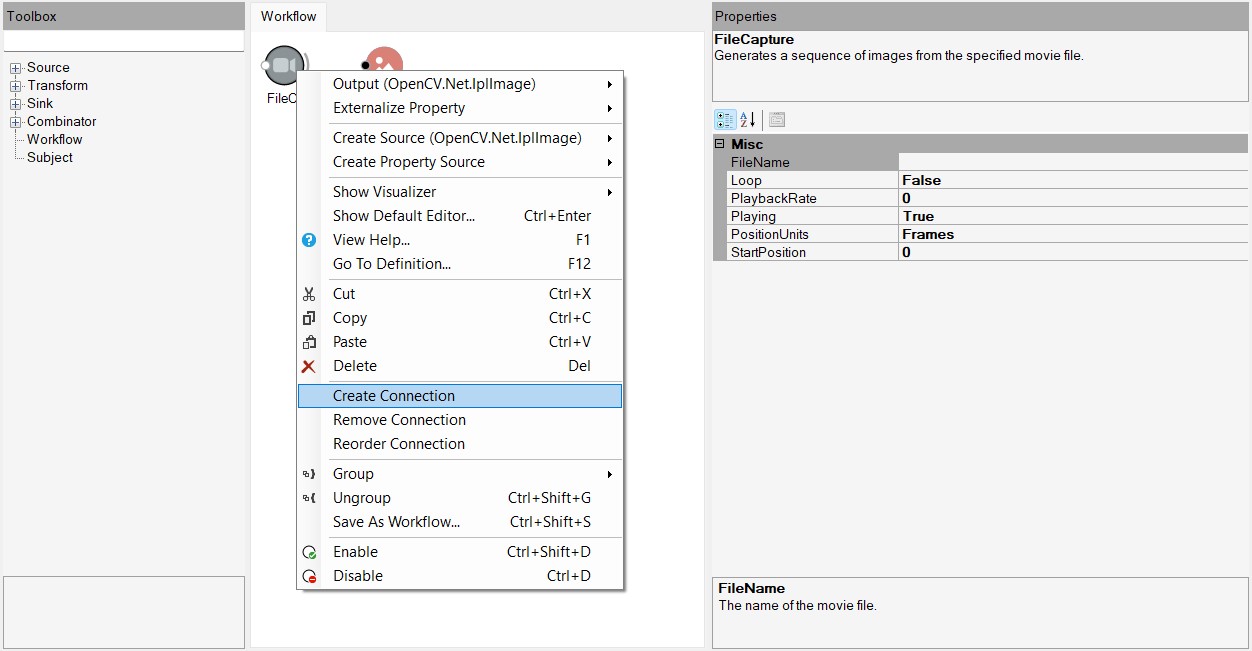 Toolbox
Workflow
Properties
FileCapture
Generates a sequence of images from the specified movie file.
Source
Transform
Sink
Combinator
Workflow
Subject
Output (OpenCV.Net.IplImage)
Externalize Property
Create Source (OpenCV.Net.IplImage)
Create Property Source
Show Visualizer
Show Default Editor... Ctrl+Enter
View Help... F1
Go To Definition... F12
Cut Ctrl+X
Copy Ctrl+C
Paste Ctrl+V
Delete Del
Create Connection
Remove Connection
Reorder Connection
Group
Ungroup Ctrl+Shift+G
Save As Workflow... Ctrl+Shift+S
Enable Ctrl+Shift+D
Disable Ctrl+D
Misc
FileName
Loop False
PlaybackRate 0
Playing True
PositionUnits Frames
StartPosition 0
FileName
The name of the movie file.